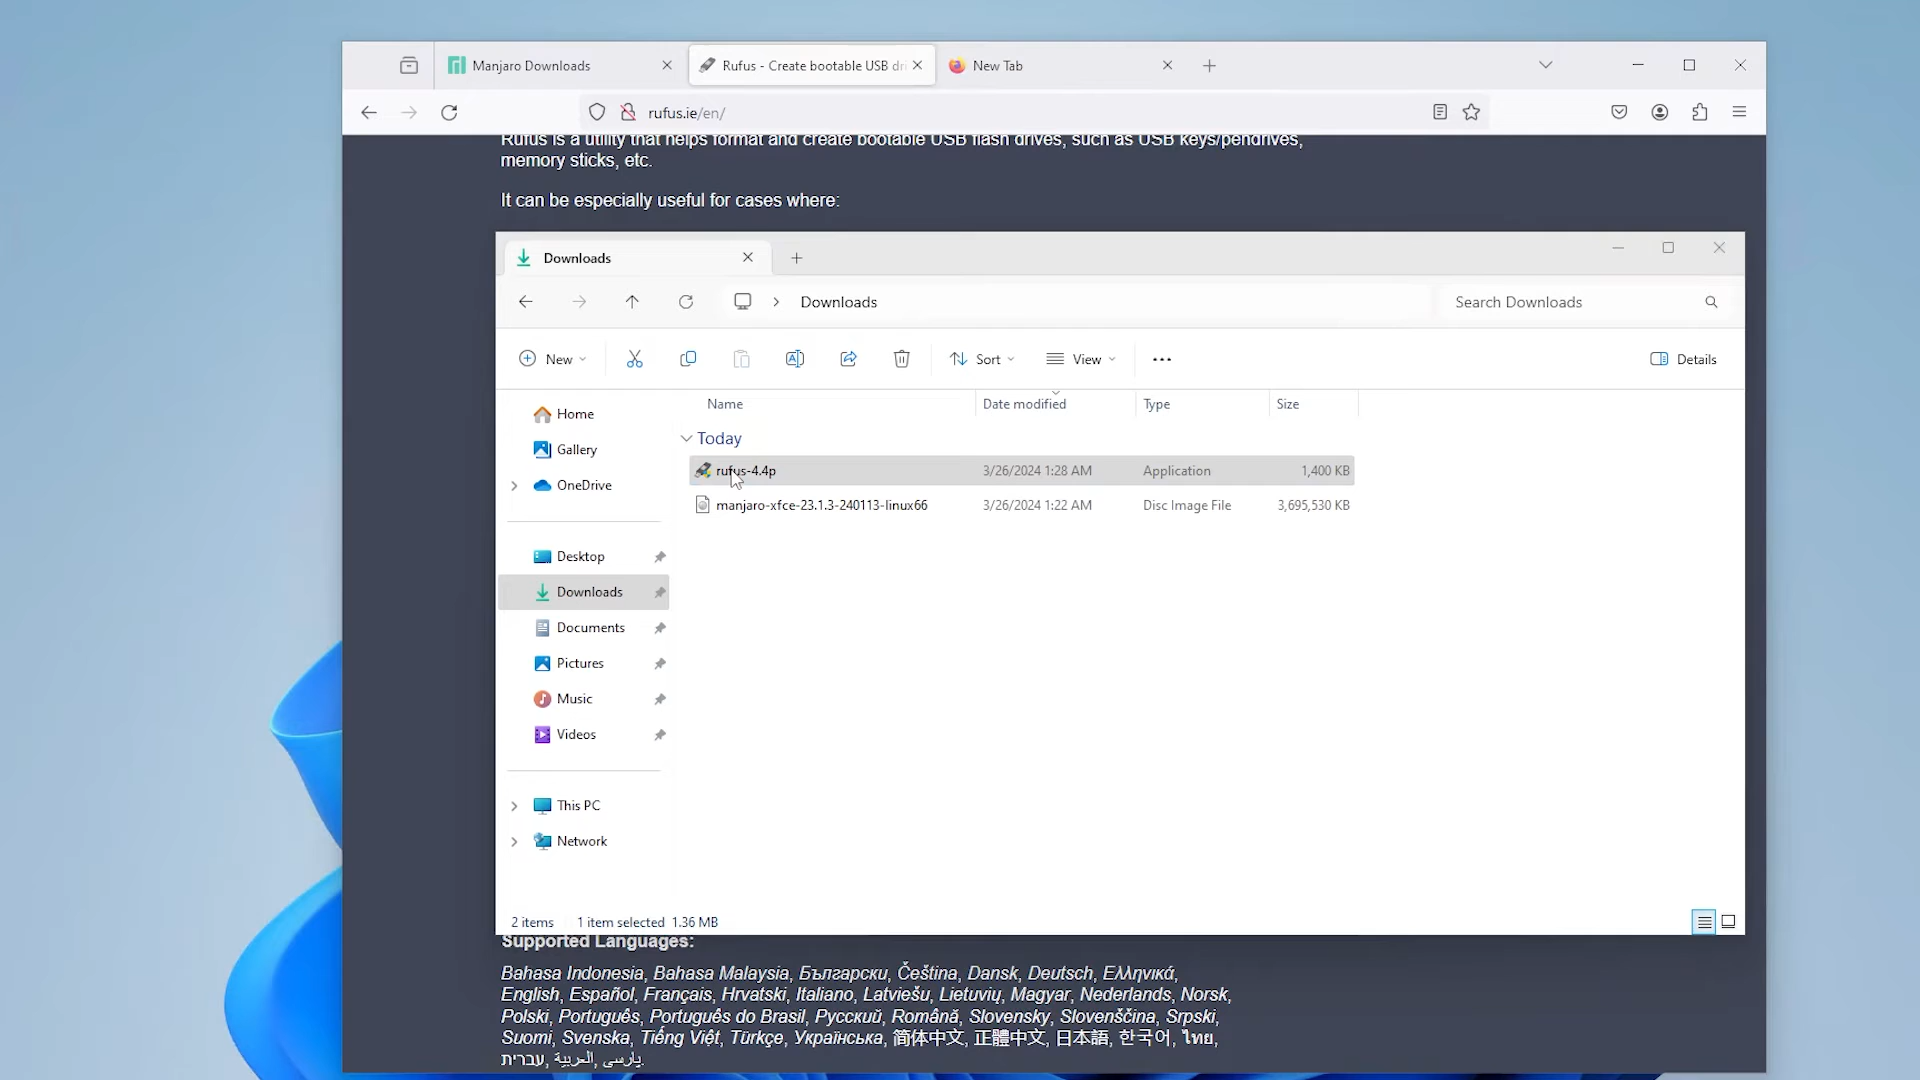 Manjaro Downloads
Rufus - Create bootable USB dri
New Tab
rufus.ie/en/
Rufus is a utility that helps format and create bootable USB flash drives, such as USB keys/pendrives,
memory sticks, etc.
It can be especially useful for cases where:
Downloads
Downloads
Search Downloads
New
Sort
View
Details
Name
Date modified
Type
Size
Home
Gallery
OneDrive
Desktop
Downloads
Documents
Pictures
Music
Videos
This PC
Network
Today
rufus-4.4p 3/26/2024 1:28 AM Application 1,400 KB
manjaro-xfce-23.1.3-240113-linux66 3/26/2024 1:22 AM Disc Image File 3,695,530 KB
2 items 1 item selected 1.36 MB
Supported Languages:
Bahasa Indonesia, Bahasa Malaysia, Български, Čeština, Dansk, Deutsch, Ελληνικά,
English, Español, Français, Hrvatski, Italiano, Latviešu, Lietuvių, Magyar, Nederlands, Norsk,
Polski, Português, Português do Brasil, Русский, Română, Slovensky, Slovenščina, Srpski,
Suomi, Svenska, Tiếng Việt, Türkçe, Українська, 简体中文, 正體中文, 日本語, 한국어, ไทย,
עברית, العربية, پارسی.